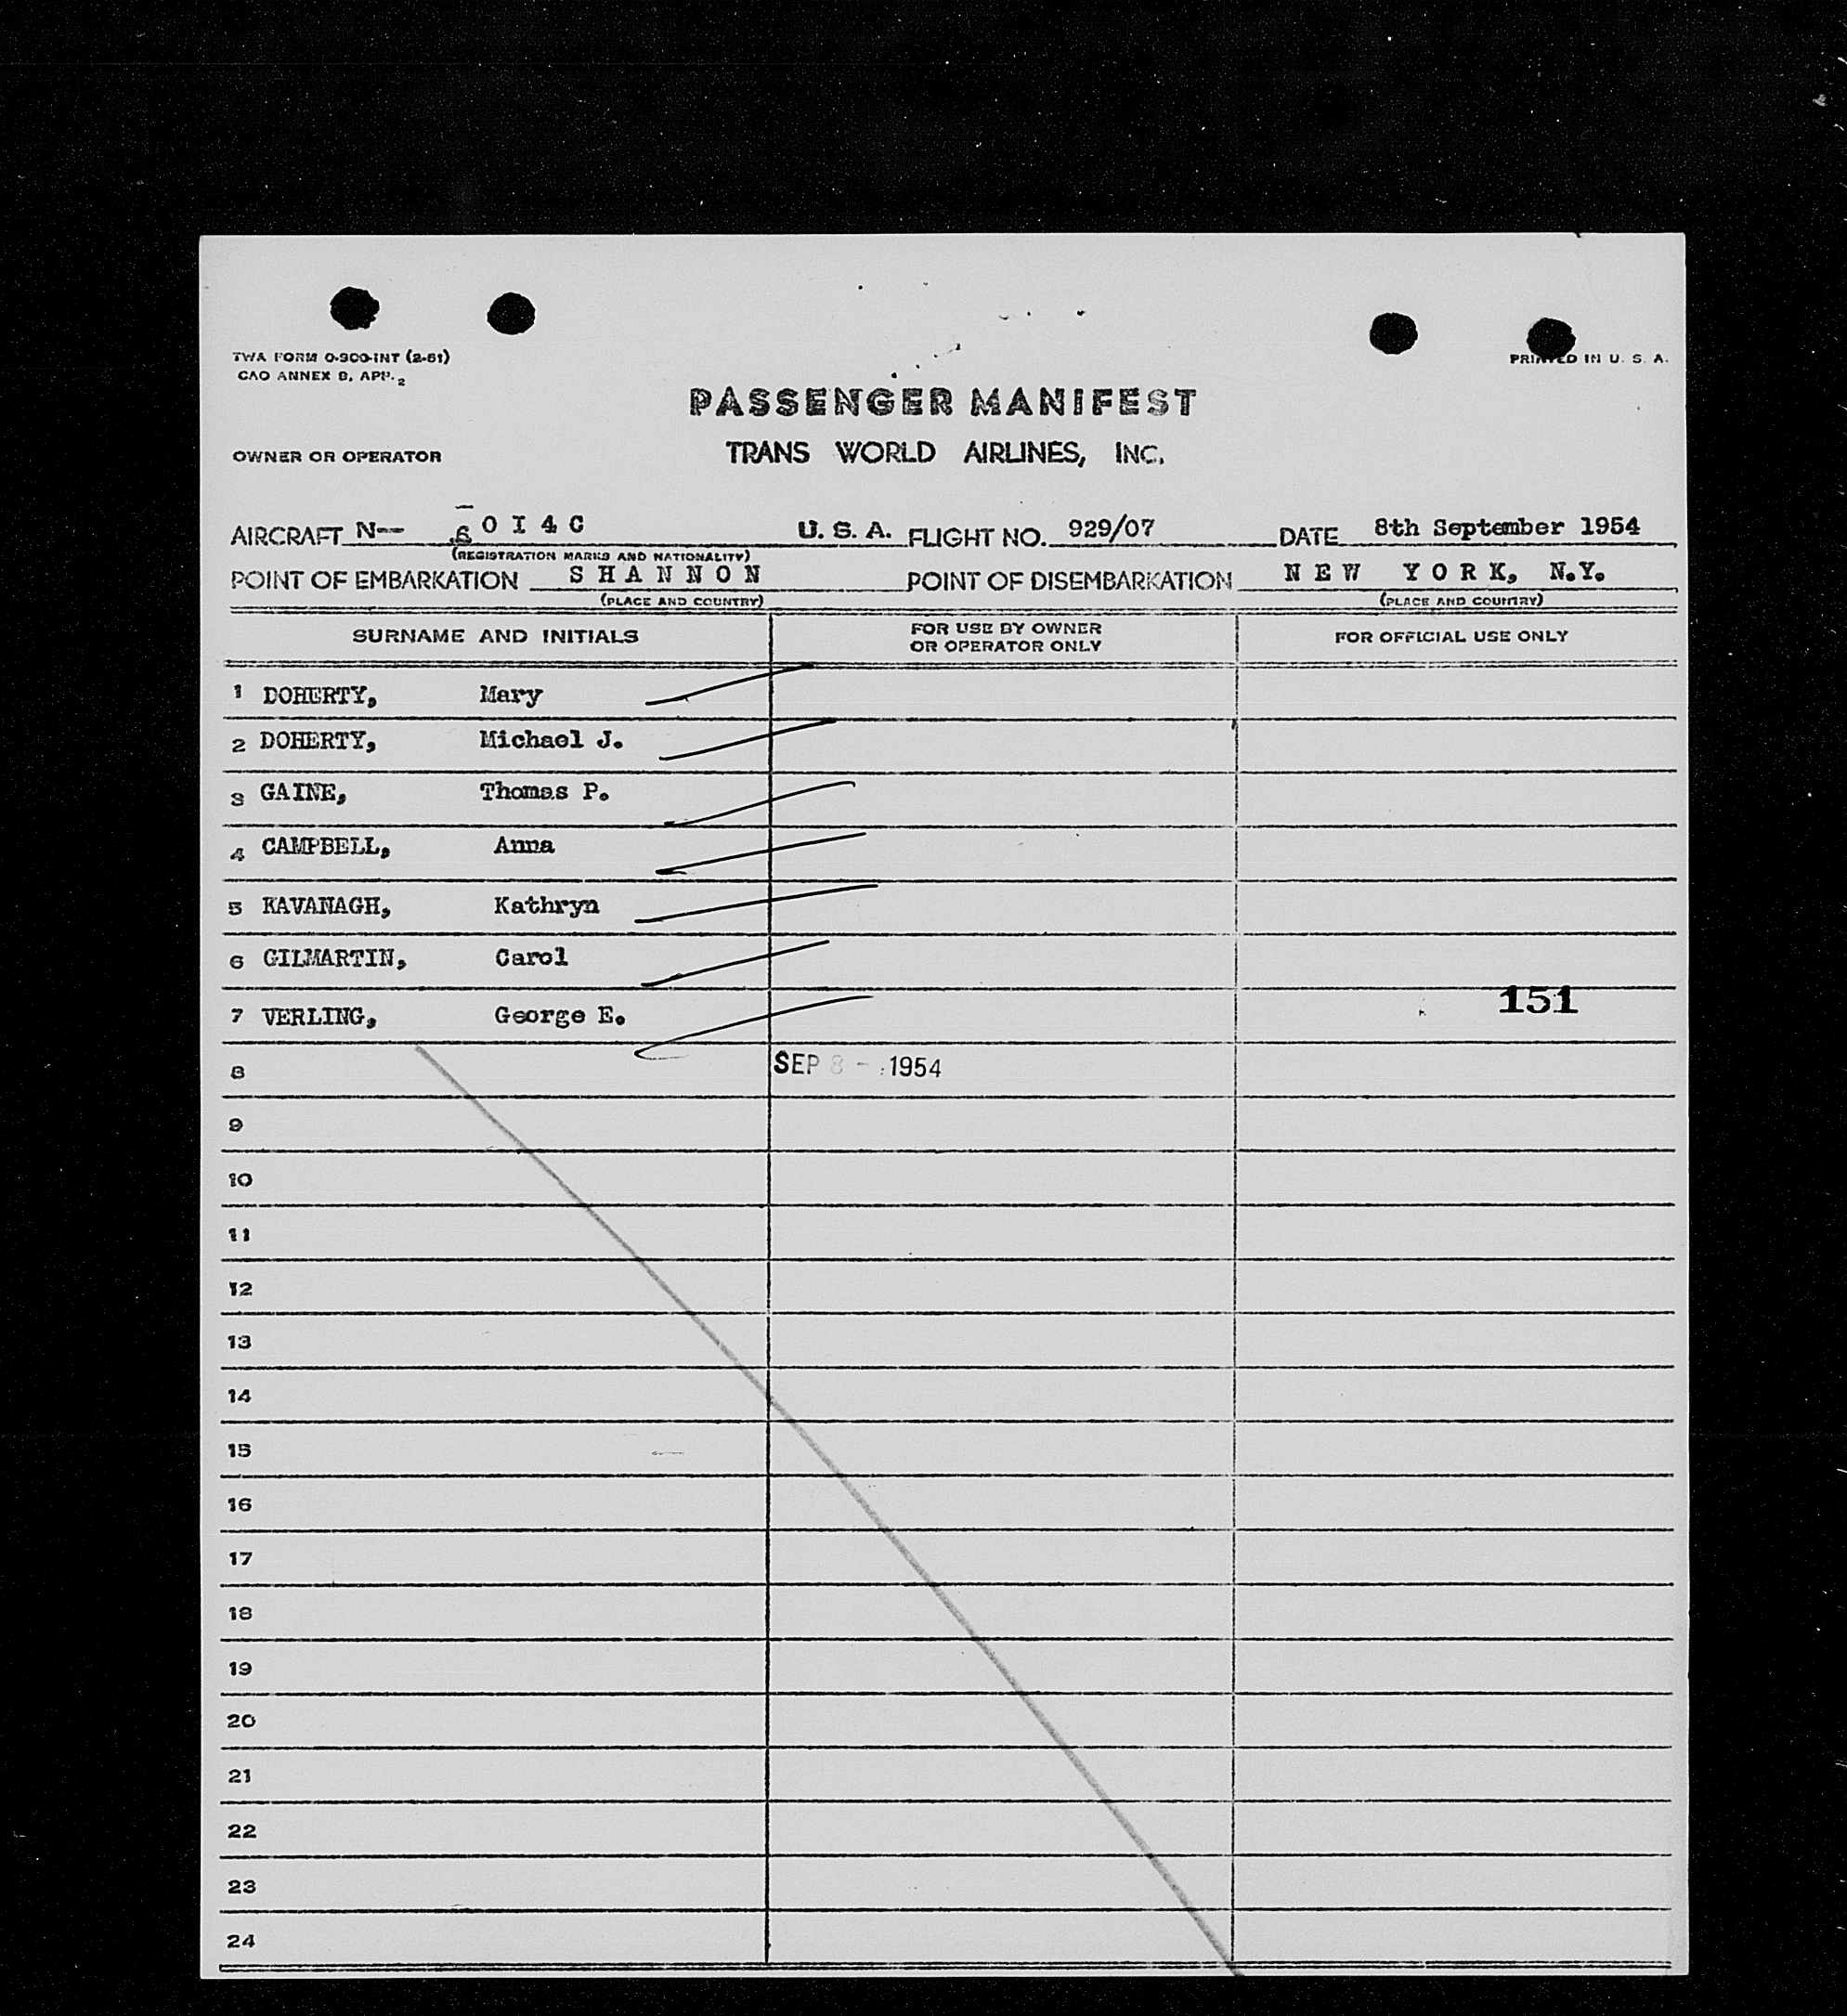 TWA FORM O-900-INT (2-51)
CAO ANNEX 9, APP. 2
PRINTED IN U. S. A.
PASSENGER MANIFEST
OWNER OR OPERATOR
TRANS WORLD AIRLINES, INC.
AIRCRAFT N— 6 0 I 4 C U. S. A. FLIGHT NO. 929/07 DATE 8th September 1954
(REGISTRATION MARKS AND NATIONALITY)
POINT OF EMBARKATION S H A N N O N POINT OF DISEMBARKATION N E W Y O R K, N.Y.
(PLACE AND COUNTRY) (PLACE AND COUNTRY)
SURNAME AND INITIALS FOR USE BY OWNER OR OPERATOR ONLY FOR OFFICIAL USE ONLY
1 DOHERTY, Mary
2 DOHERTY, Michael J.
3 GAINE, Thomas P.
4 CAMPBELL, Anna
5 KAVANAGH, Kathryn
6 GILMARTIN, Carol
7 VERLING, George E. 151
8 SEP 8 - 1954
9
10
11
12
13
14
15
16
17
18
19
20
21
22
23
24